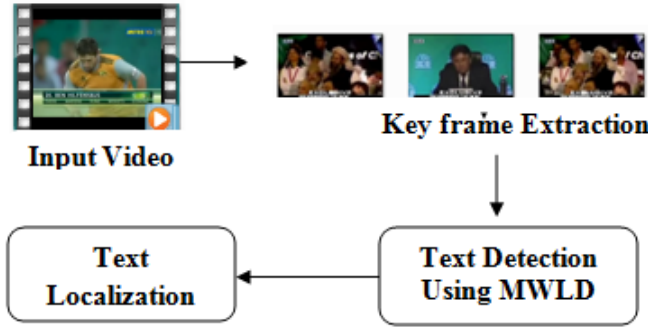 Input Video
Key frame Extraction
Text Detection
Using MWLD
Text
Localization